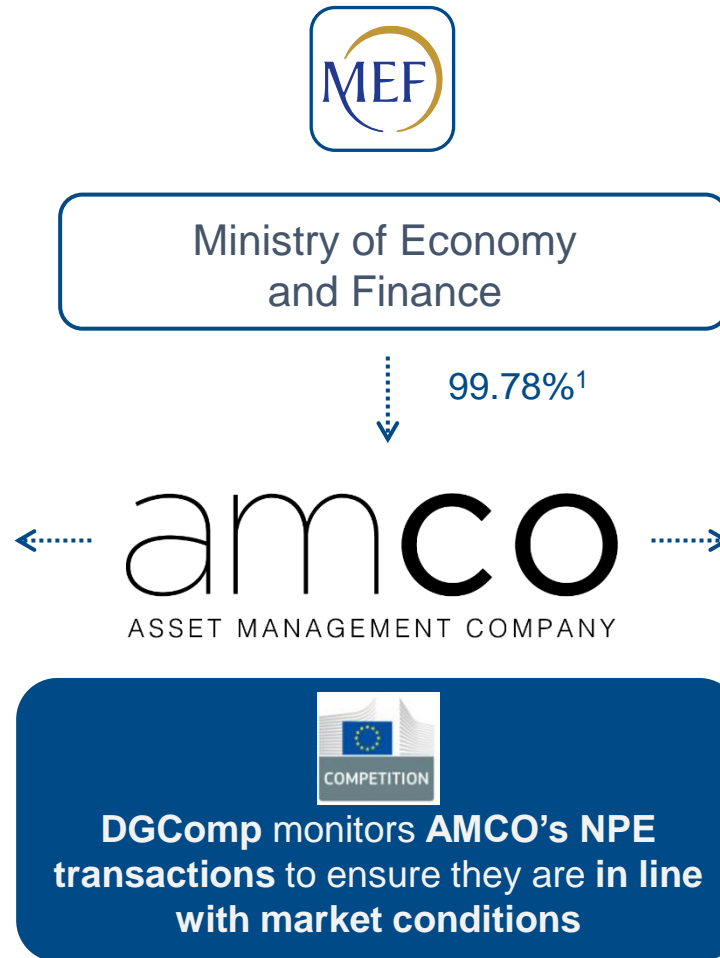 MEF
Ministry of Economy
and Finance
99.78%¹
amco
ASSET MANAGEMENT COMPANY
COMPETITION
DGComp monitors AMCO’s NPE
transactions to ensure they are in line
with market conditions